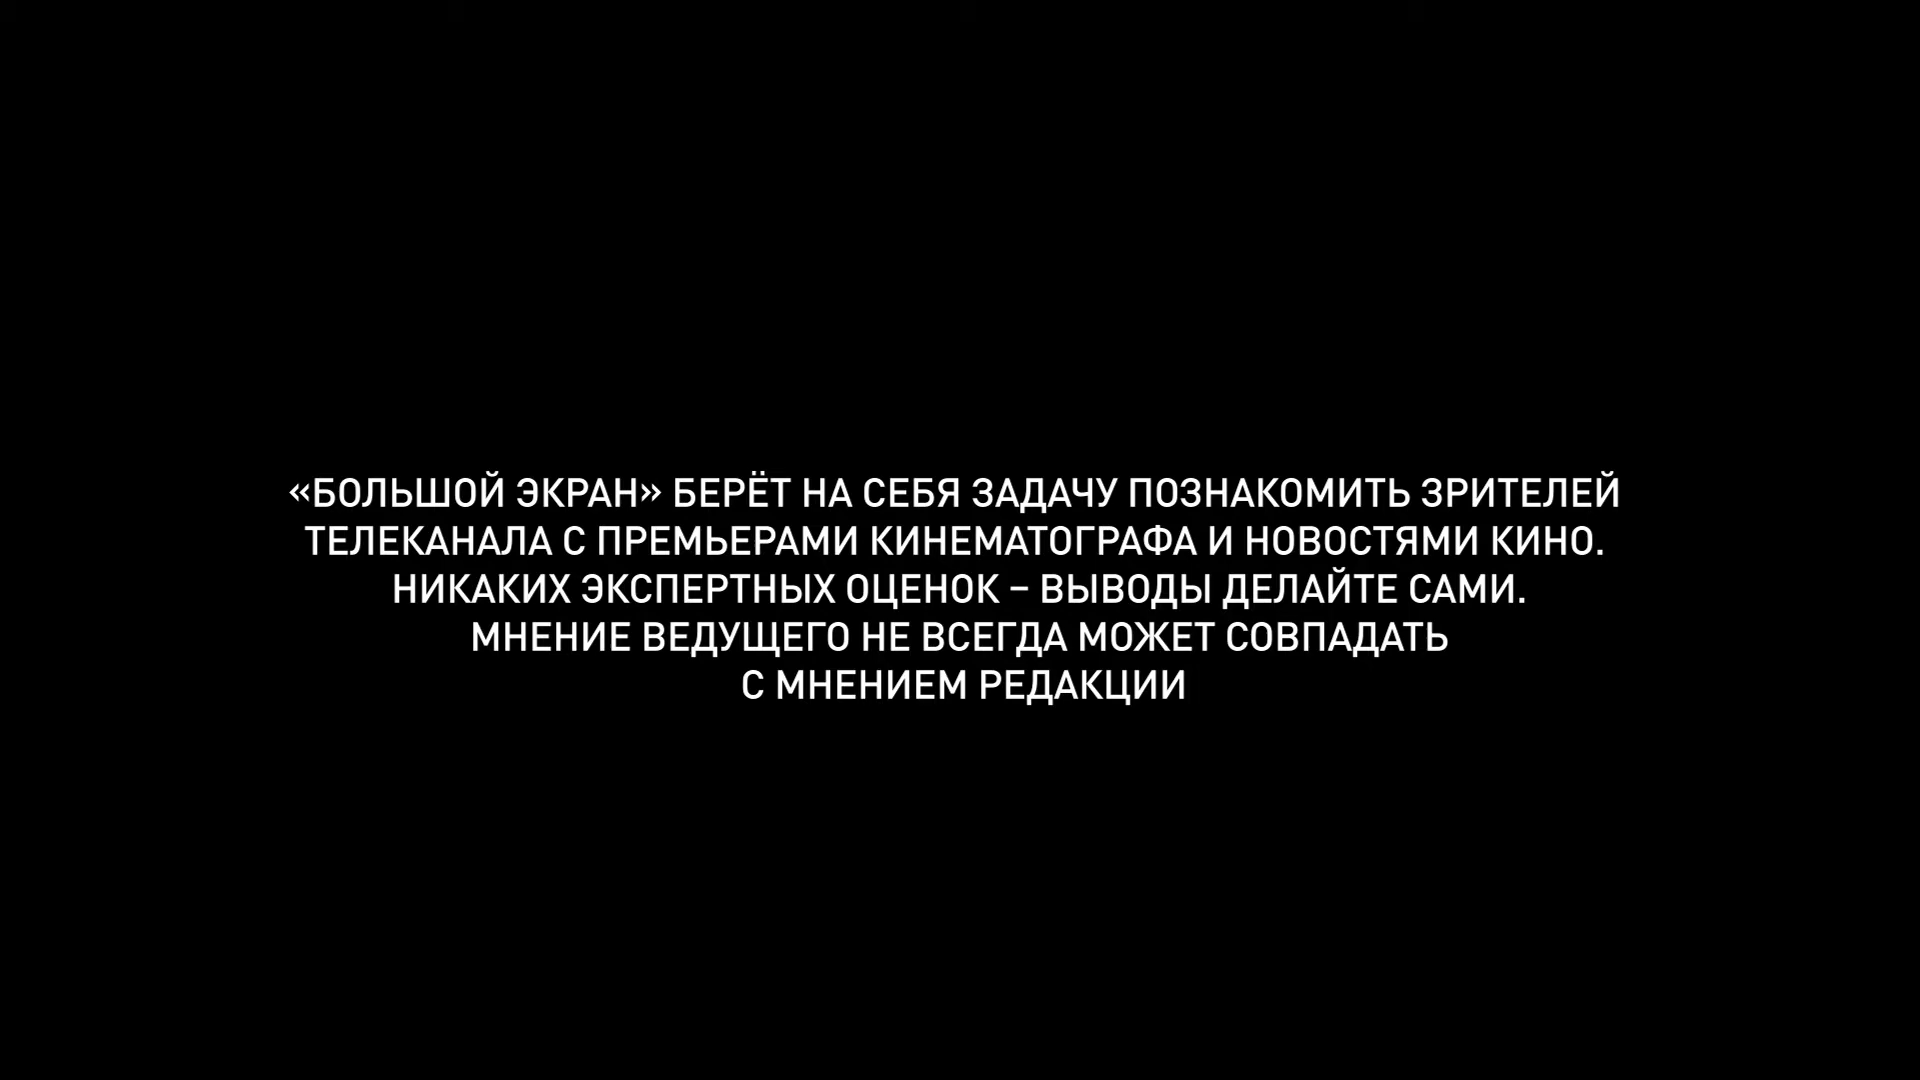 «БОЛЬШОЙ ЭКРАН» БЕРЁТ НА СЕБЯ ЗАДАЧУ ПОЗНАКОМИТЬ ЗРИТЕЛЕЙ
ТЕЛЕКАНАЛА С ПРЕМЬЕРАМИ КИНЕМАТОГРАФА И НОВОСТЯМИ КИНО.
НИКАКИХ ЭКСПЕРТНЫХ ОЦЕНОК – ВЫВОДЫ ДЕЛАЙТЕ САМИ.
МНЕНИЕ ВЕДУЩЕГО НЕ ВСЕГДА МОЖЕТ СОВПАДАТЬ
С МНЕНИЕМ РЕДАКЦИИ